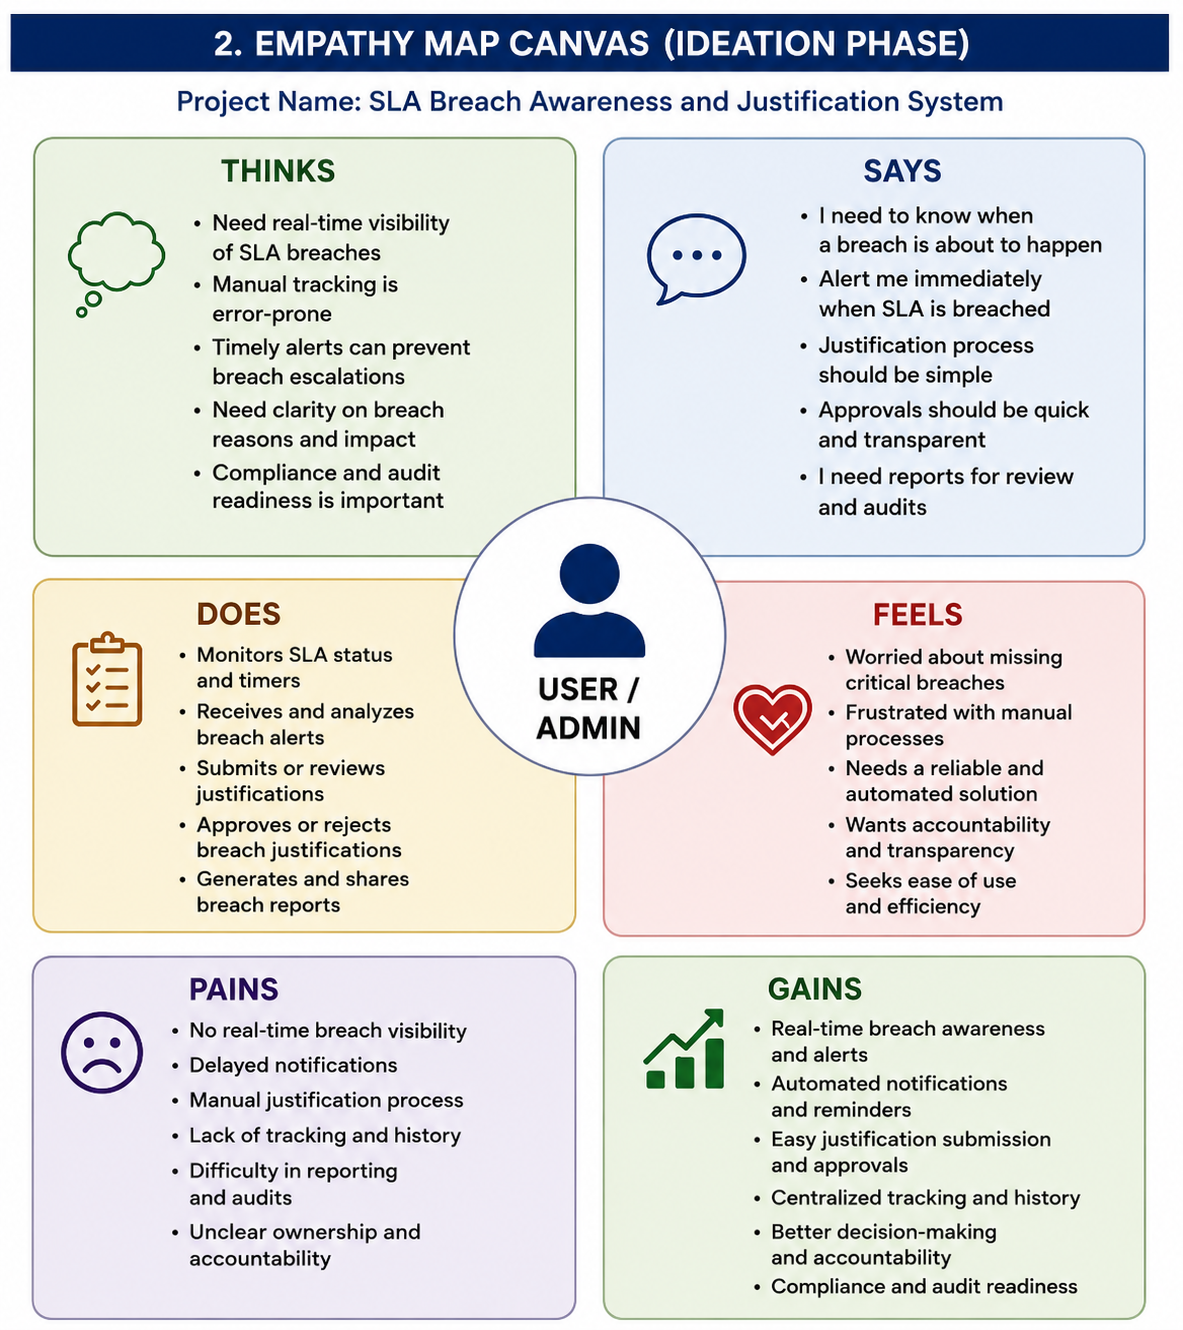 2. EMPATHY MAP CANVAS (IDEATION PHASE)
Project Name: SLA Breach Awareness and Justification System
THINKS
• Need real-time visibility
of SLA breaches
• Manual tracking is
error-prone
• Timely alerts can prevent
breach escalations
• Need clarity on breach
reasons and impact
• Compliance and audit
readiness is important
SAYS
• I need to know when
a breach is about to happen
• Alert me immediately
when SLA is breached
• Justification process
should be simple
• Approvals should be quick
and transparent
• I need reports for review
and audits
USER /
ADMIN
DOES
• Monitors SLA status
and timers
• Receives and analyzes
breach alerts
• Submits or reviews
justifications
• Approves or rejects
breach justifications
• Generates and shares
breach reports
FEELS
• Worried about missing
critical breaches
• Frustrated with manual
processes
• Needs a reliable and
automated solution
• Wants accountability
and transparency
• Seeks ease of use
and efficiency
PAINS
• No real-time breach visibility
• Delayed notifications
• Manual justification process
• Lack of tracking and history
• Difficulty in reporting
and audits
• Unclear ownership and
accountability
GAINS
• Real-time breach awareness
and alerts
• Automated notifications
and reminders
• Easy justification submission
and approvals
• Centralized tracking and history
• Better decision-making
and accountability
• Compliance and audit readiness